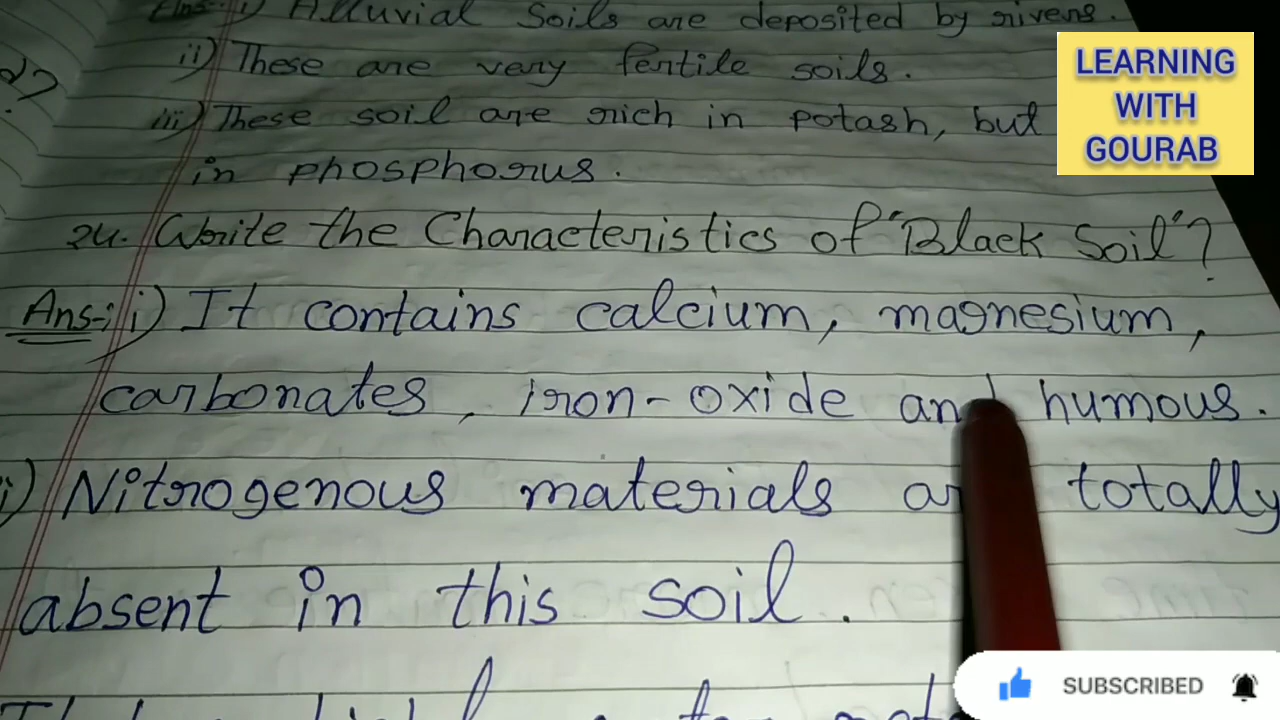 Ans:- i) Alluvial Soils are deposited by rivers.
ii) These are very fertile soils.
iii) These soil are rich in potash, but
in phosphorus.
24. Write the Characteristics of "Black Soil"?
Ans:- i) It contains calcium, magnesium,
carbonates, iron-oxide and humous.
i) Nitrogenous materials totally
absent in this soil.
LEARNING
WITH
GOURAB
SUBSCRIBED